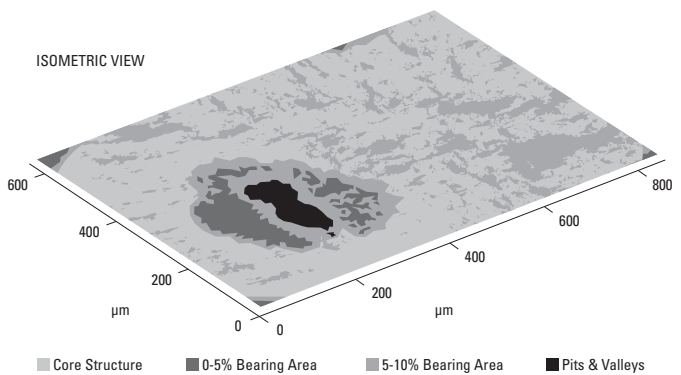 ISOMETRIC VIEW
600
400
200
0
μm
0
200
400
600
800
μm
Core Structure
0-5% Bearing Area
5-10% Bearing Area
Pits & Valleys